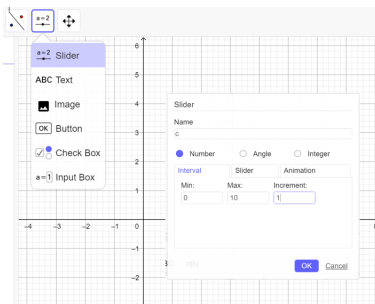 a=2
a=2 Slider
ABC Text
Image
OK Button
Check Box
a=1 Input Box
Slider
Name
c
Number Angle Integer
Interval Slider Animation
Min: Max: Increment:
0 10 1
OK Cancel
6
5
4
3
2
1
0
-4 -3 -2 -1
-1
-2